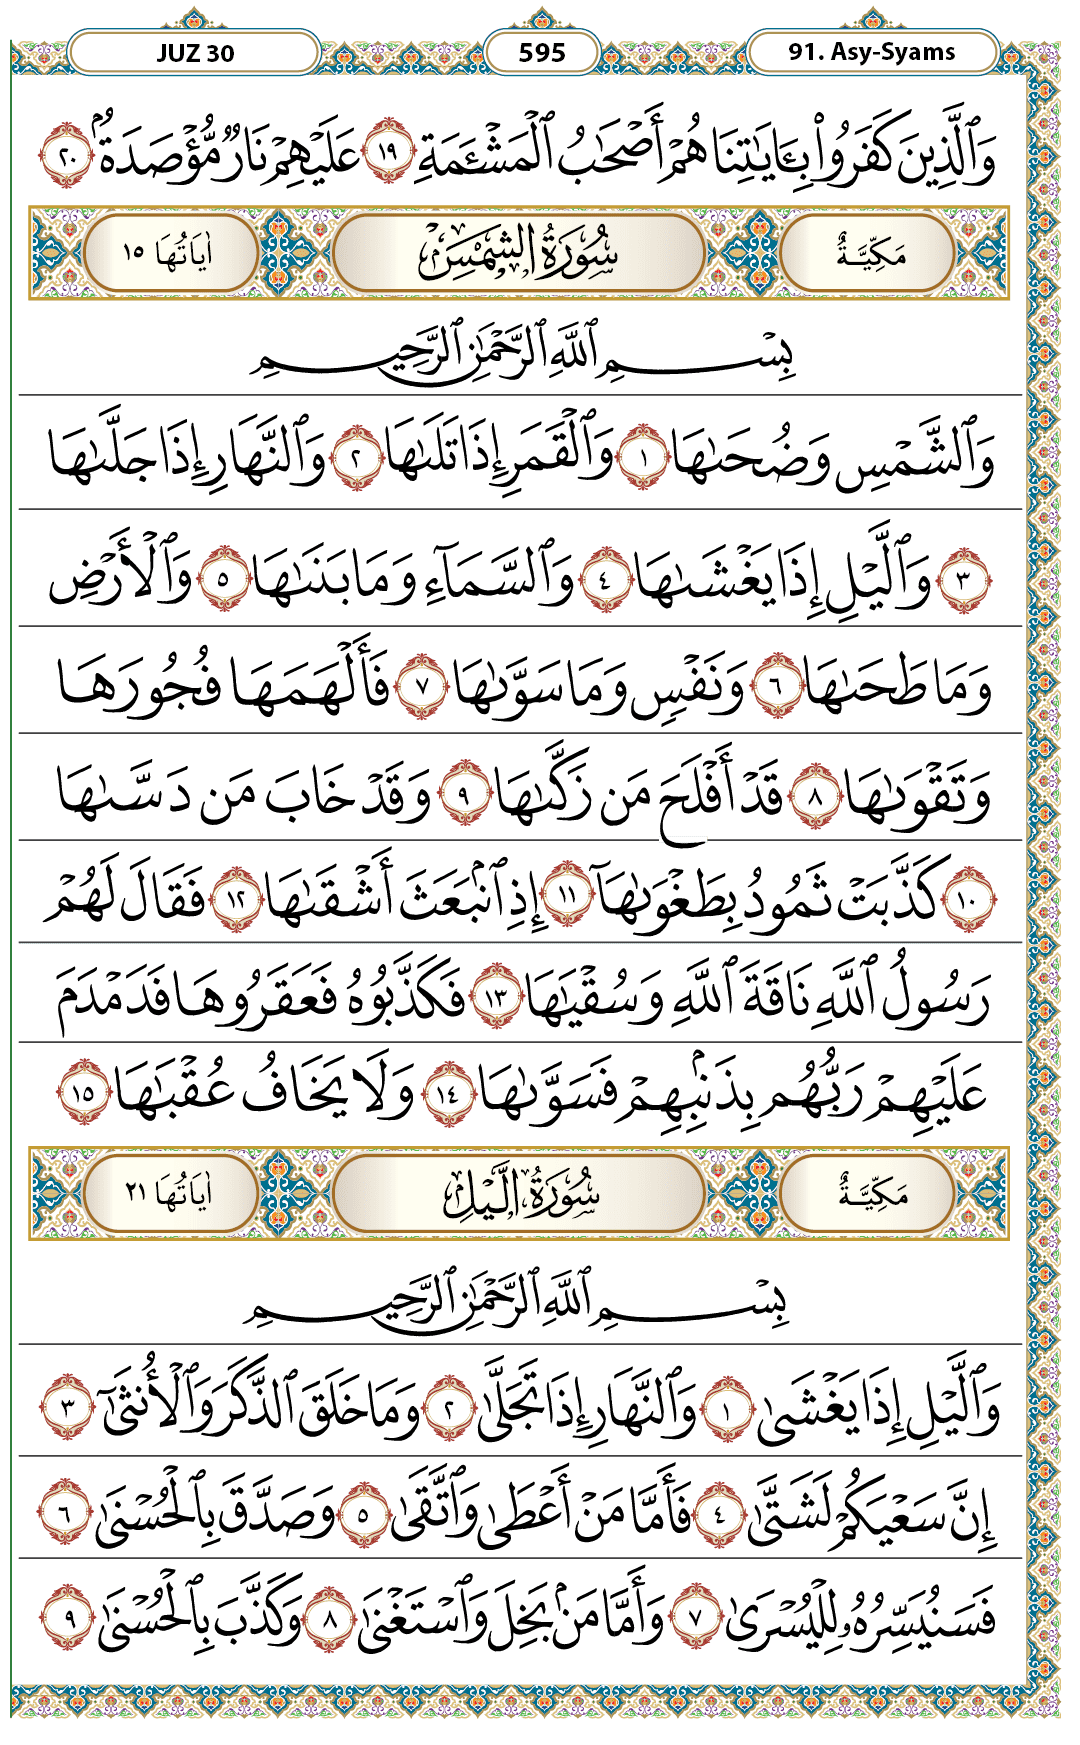 JUZ 30
595
91. Asy-Syams
وَٱلَّذِينَ كَفَرُوا۟ بِـَٔايَـٰتِنَا هُمْ أَصْحَـٰبُ ٱلْمَشْـَٔمَةِ ١٩ عَلَيْهِمْ نَارٌ مُّؤْصَدَةٌۢ ٢٠
مَكِّيَّةٌ
سُورَةُ الشَّمْسِ
اٰيَاتُهَا ١٥
بِسْمِ ٱللَّهِ ٱلرَّحْمَـٰنِ ٱلرَّحِيمِ
وَٱلشَّمْسِ وَضُحَىٰهَا ١ وَٱلْقَمَرِ إِذَا تَلَىٰهَا ٢ وَٱلنَّهَارِ إِذَا جَلَّىٰهَا
٣ وَٱلَّيْلِ إِذَا يَغْشَىٰهَا ٤ وَٱلسَّمَآءِ وَمَا بَنَىٰهَا ٥ وَٱلْأَرْضِ
وَمَا طَحَىٰهَا ٦ وَنَفْسٍ وَمَا سَوَّىٰهَا ٧ فَأَلْهَمَهَا فُجُورَهَا
وَتَقْوَىٰهَا ٨ قَدْ أَفْلَحَ مَن زَكَّىٰهَا ٩ وَقَدْ خَابَ مَن دَسَّىٰهَا
١٠ كَذَّبَتْ ثَمُودُ بِطَغْوَىٰهَآ ١١ إِذِ ٱنۢبَعَثَ أَشْقَىٰهَا ١٢ فَقَالَ لَهُمْ
رَسُولُ ٱللَّهِ نَاقَةَ ٱللَّهِ وَسُقْيَـٰهَا ١٣ فَكَذَّبُوهُ فَعَقَرُوهَا فَدَمْدَمَ
عَلَيْهِمْ رَبُّهُم بِذَنۢبِهِمْ فَسَوَّىٰهَا ١٤ وَلَا يَخَافُ عُقْبَـٰهَا ١٥
مَكِّيَّةٌ
سُورَةُ الَّيْلِ
اٰيَاتُهَا ٢١
بِسْمِ ٱللَّهِ ٱلرَّحْمَـٰنِ ٱلرَّحِيمِ
وَٱلَّيْلِ إِذَا يَغْشَىٰ ١ وَٱلنَّهَارِ إِذَا تَجَلَّىٰ ٢ وَمَا خَلَقَ ٱلذَّكَرَ وَٱلْأُنثَىٰٓ ٣
إِنَّ سَعْيَكُمْ لَشَتَّىٰ ٤ فَأَمَّا مَنْ أَعْطَىٰ وَٱتَّقَىٰ ٥ وَصَدَّقَ بِٱلْحُسْنَىٰ ٦
فَسَنُيَسِّرُهُۥ لِلْيُسْرَىٰ ٧ وَأَمَّا مَنۢ بَخِلَ وَٱسْتَغْنَىٰ ٨ وَكَذَّبَ بِٱلْحُسْنَىٰ ٩